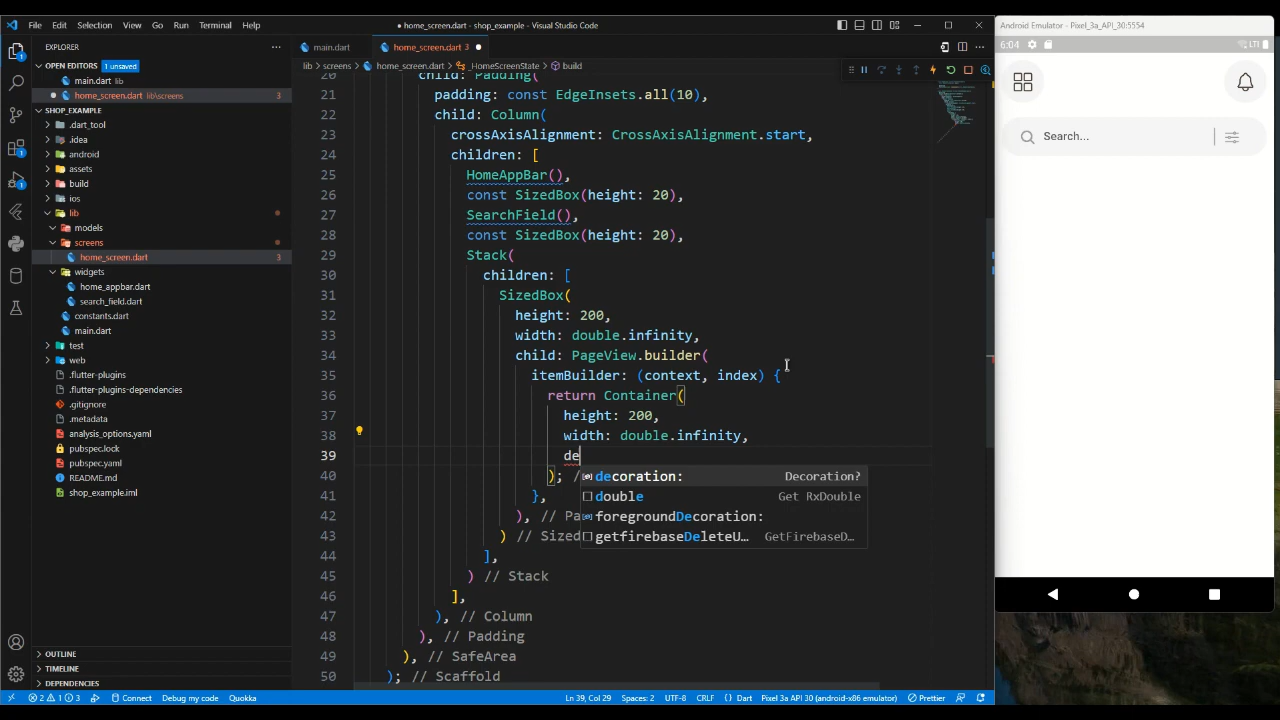 File Edit Selection View Go Run Terminal Help
● home_screen.dart - shop_example - Visual Studio Code
Android Emulator - Pixel_3a_API_30:5554
EXPLORER
OPEN EDITORS 1 unsaved
main.dart lib
home_screen.dart lib\screens 3
SHOP_EXAMPLE
.dart_tool
.idea
android
assets
build
ios
lib
models
screens
home_screen.dart 3
widgets
home_appbar.dart
search_field.dart
constants.dart
main.dart
test
web
.flutter-plugins
.flutter-plugins-dependencies
.gitignore
.metadata
analysis_options.yaml
pubspec.lock
pubspec.yaml
README.md
shop_example.iml
OUTLINE
TIMELINE
DEPENDENCIES
main.dart home_screen.dart 3
lib > screens > home_screen.dart > _HomeScreenState > build
20 child: Padding(
21 padding: const EdgeInsets.all(10),
22 child: Column(
23 crossAxisAlignment: CrossAxisAlignment.start,
24 children: [
25 HomeAppBar(),
26 const SizedBox(height: 20),
27 SearchField(),
28 const SizedBox(height: 20),
29 Stack(
30 children: [
31 SizedBox(
32 height: 200,
33 width: double.infinity,
34 child: PageView.builder(
35 itemBuilder: (context, index) {
36 return Container(
37 height: 200,
38 width: double.infinity,
39 de
40 ); /
41 },
42 ), // Pa
43 ) // Sized
44 ],
45 ) // Stack
46 ],
47 ), // Column
48 ), // Padding
49 ), // SafeArea
50 ); // Scaffold
decoration: Decoration?
double Get RxDouble
foregroundDecoration:
getfirebaseDeleteU… GetFirebaseD…
6:04 LTE
Search...
2 1 3 Connect Debug my code Quokka
Ln 39, Col 29 Spaces: 2 UTF-8 CRLF Dart Pixel 3a API 30 (android-x86 emulator) Prettier